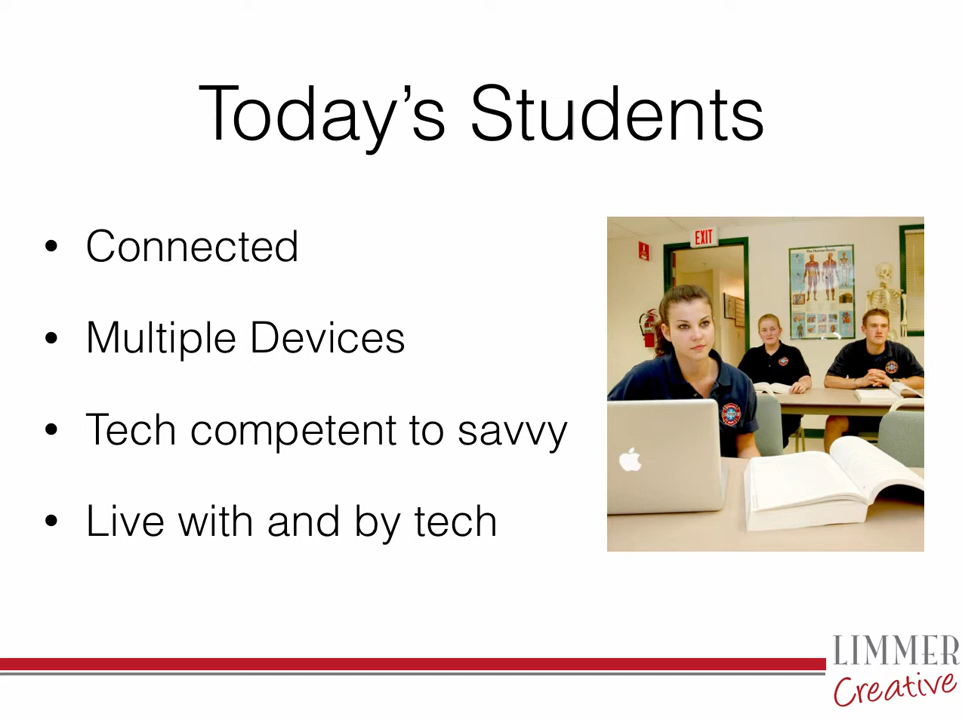 Today’s Students
• Connected
• Multiple Devices
• Tech competent to savvy
• Live with and by tech
EXIT
LIMMER
Creative